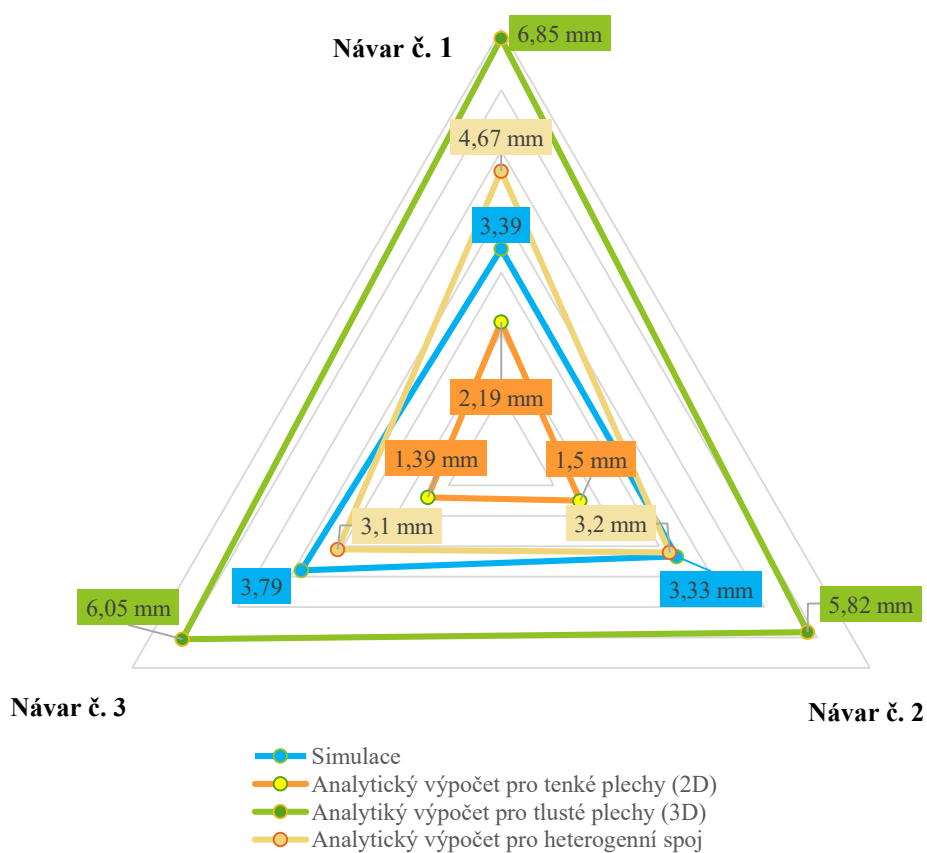 6,85 mm
Návar č. 1
4,67 mm
3,39
2,19 mm
1,39 mm
1,5 mm
3,1 mm
3,2 mm
3,79
3,33 mm
6,05 mm
5,82 mm
Návar č. 3
Návar č. 2
Simulace
Analytický výpočet pro tenké plechy (2D)
Analytiký výpočet pro tlusté plechy (3D)
Analytický výpočet pro heterogenní spoj